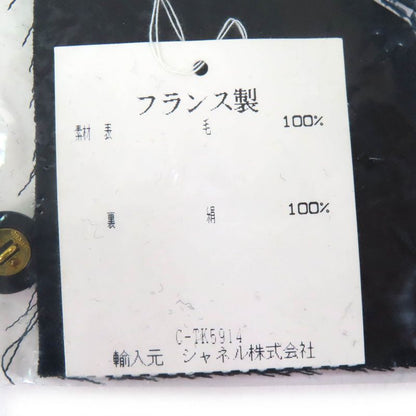 フランス製
素材 表 毛 100%
裏 絹 100%
C-TK5914
輸入元 シャネル株式会社